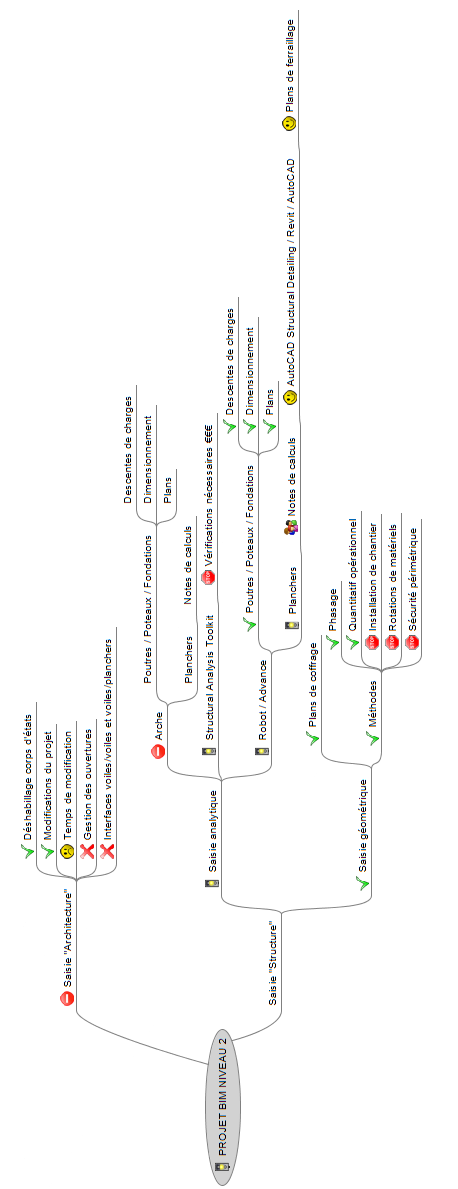 PROJET BIM NIVEAU 2
Saisie "Architecture"
Déshabillage corps d'états
Modifications du projet
Temps de modification
Gestion des ouvertures
Interfaces voiles/voiles et voiles/planchers
Saisie "Structure"
Saisie analytique
Arche
Poutres / Poteaux / Fondations
Descentes de charges
Dimensionnement
Plans
Planchers
Notes de calculs
Structural Analysis Toolkit
STOP Vérifications nécessaires €€€
Robot / Advance
Poutres / Poteaux / Fondations
Descentes de charges
Dimensionnement
Plans
Planchers
Notes de calculs
AutoCAD Structural Detailing / Revit / AutoCAD
Plans de ferraillage
Saisie géométrique
Plans de coffrage
Méthodes
Phasage
Quantitatif opérationnel
STOP Installation de chantier
STOP Rotations de matériels
STOP Sécurité périmétrique